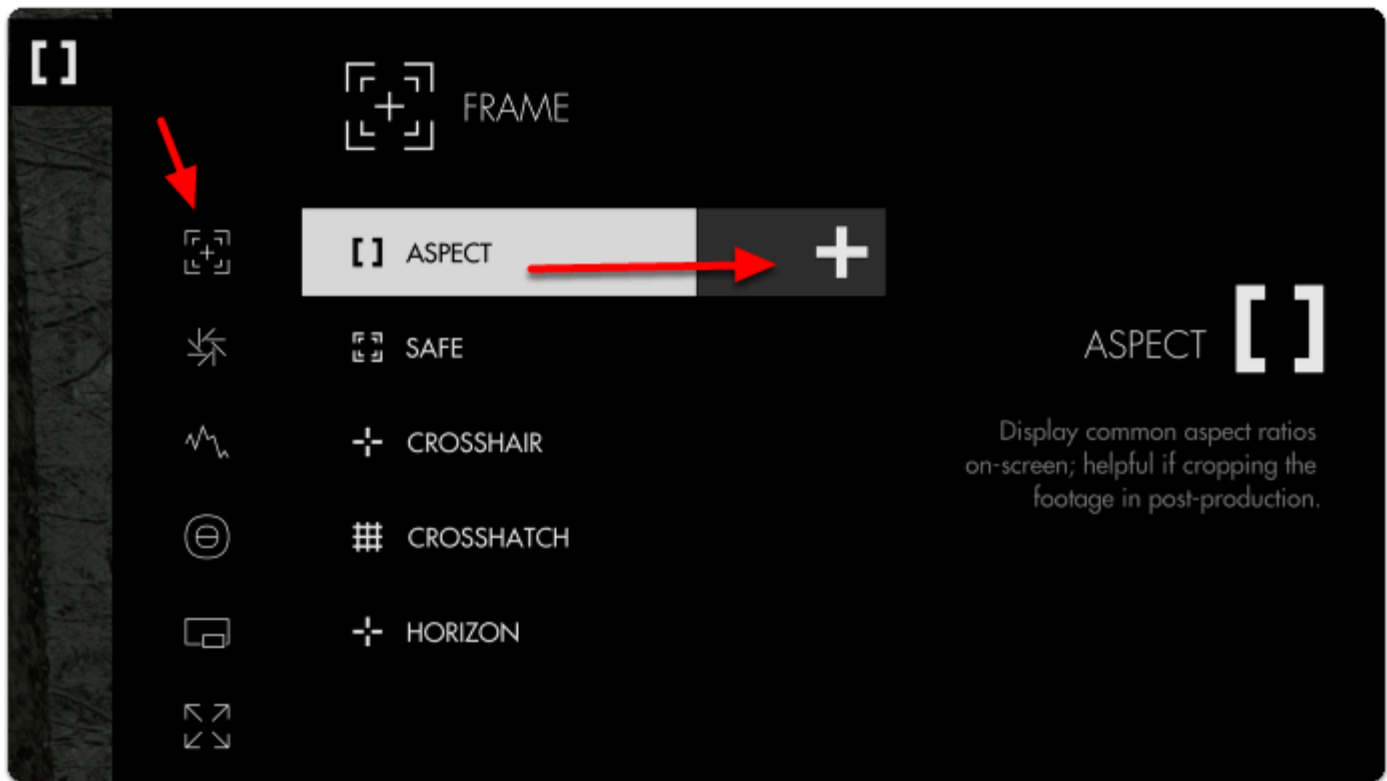 FRAME
ASPECT
SAFE
CROSSHAIR
CROSSHATCH
HORIZON
ASPECT
Display common aspect ratios
on-screen; helpful if cropping the
footage in post-production.